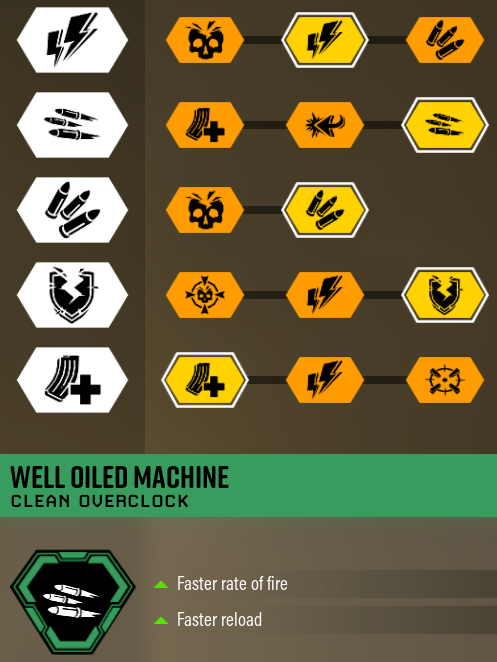 WELL OILED MACHINE
CLEAN OVERCLOCK
Faster rate of fire
Faster reload